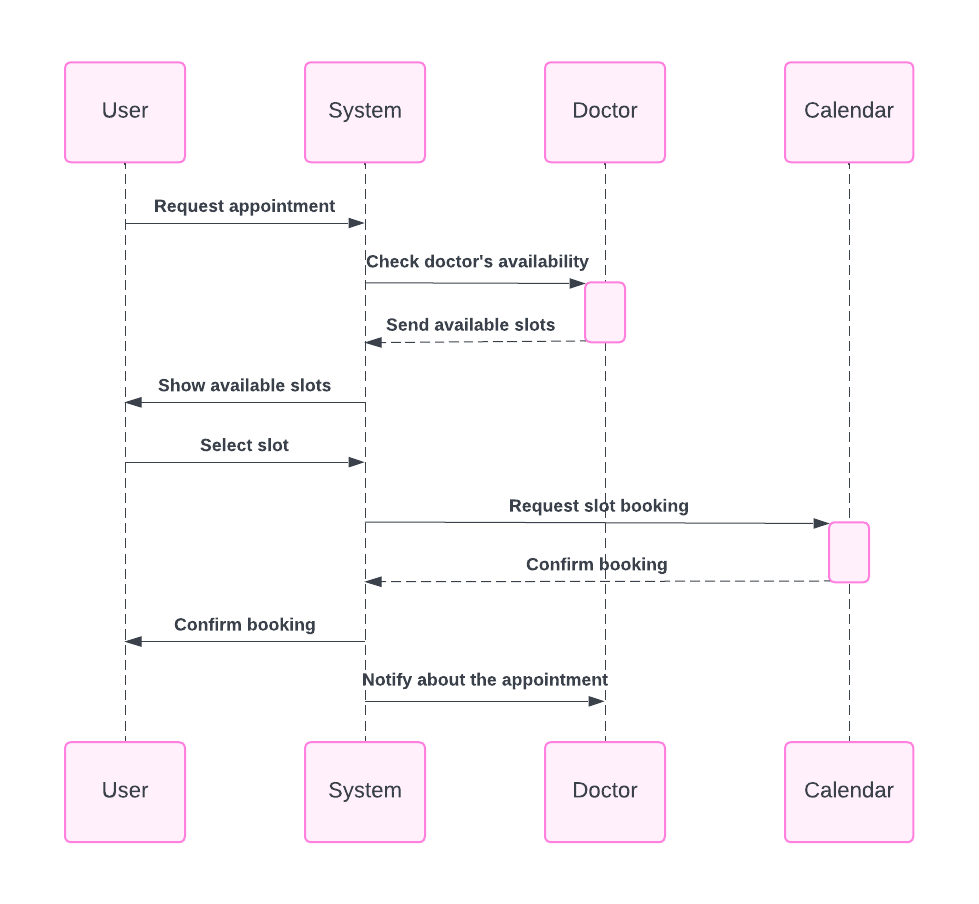 User
System
Doctor
Calendar
Request appointment
Check doctor's availability
Send available slots
Show available slots
Select slot
Request slot booking
Confirm booking
Confirm booking
Notify about the appointment
User
System
Doctor
Calendar